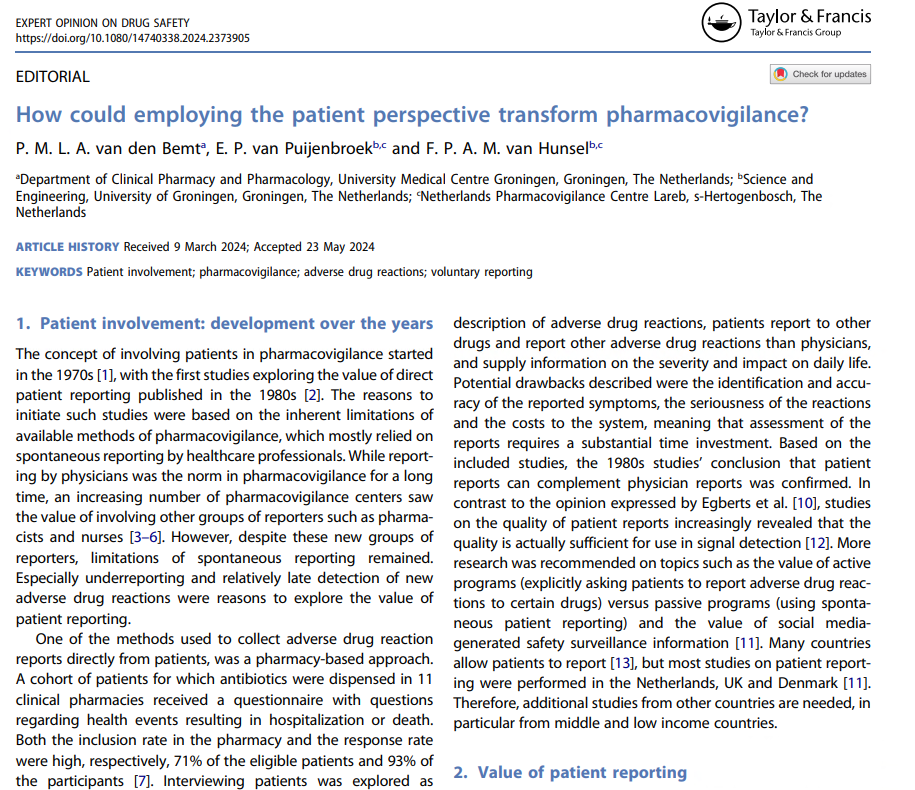 EXPERT OPINION ON DRUG SAFETY
https://doi.org/10.1080/14740338.2024.2373905
Taylor & Francis
Taylor & Francis Group
EDITORIAL
Check for updates
How could employing the patient perspective transform pharmacovigilance?
P. M. L. A. van den Bemtᵃ, E. P. van Puijenbroekᵇ,ᶜ and F. P. A. M. van Hunselᵇ,ᶜ
ᵃDepartment of Clinical Pharmacy and Pharmacology, University Medical Centre Groningen, Groningen, The Netherlands; ᵇScience and
Engineering, University of Groningen, Groningen, The Netherlands; ᶜNetherlands Pharmacovigilance Centre Lareb, s-Hertogenbosch, The
Netherlands
ARTICLE HISTORY Received 9 March 2024; Accepted 23 May 2024
KEYWORDS Patient involvement; pharmacovigilance; adverse drug reactions; voluntary reporting
1. Patient involvement: development over the years
The concept of involving patients in pharmacovigilance started
in the 1970s [1], with the first studies exploring the value of direct
patient reporting published in the 1980s [2]. The reasons to
initiate such studies were based on the inherent limitations of
available methods of pharmacovigilance, which mostly relied on
spontaneous reporting by healthcare professionals. While report-
ing by physicians was the norm in pharmacovigilance for a long
time, an increasing number of pharmacovigilance centers saw
the value of involving other groups of reporters such as pharma-
cists and nurses [3–6]. However, despite these new groups of
reporters, limitations of spontaneous reporting remained.
Especially underreporting and relatively late detection of new
adverse drug reactions were reasons to explore the value of
patient reporting.
One of the methods used to collect adverse drug reaction
reports directly from patients, was a pharmacy-based approach.
A cohort of patients for which antibiotics were dispensed in 11
clinical pharmacies received a questionnaire with questions
regarding health events resulting in hospitalization or death.
Both the inclusion rate in the pharmacy and the response rate
were high, respectively, 71% of the eligible patients and 93% of
the participants [7]. Interviewing patients was explored as
description of adverse drug reactions, patients report to other
drugs and report other adverse drug reactions than physicians,
and supply information on the severity and impact on daily life.
Potential drawbacks described were the identification and accu-
racy of the reported symptoms, the seriousness of the reactions
and the costs to the system, meaning that assessment of the
reports requires a substantial time investment. Based on the
included studies, the 1980s studies' conclusion that patient
reports can complement physician reports was confirmed. In
contrast to the opinion expressed by Egberts et al. [10], studies
on the quality of patient reports increasingly revealed that the
quality is actually sufficient for use in signal detection [12]. More
research was recommended on topics such as the value of active
programs (explicitly asking patients to report adverse drug reac-
tions to certain drugs) versus passive programs (using sponta-
neous patient reporting) and the value of social media-
generated safety surveillance information [11]. Many countries
allow patients to report [13], but most studies on patient report-
ing were performed in the Netherlands, UK and Denmark [11].
Therefore, additional studies from other countries are needed, in
particular from middle and low income countries.
2. Value of patient reporting